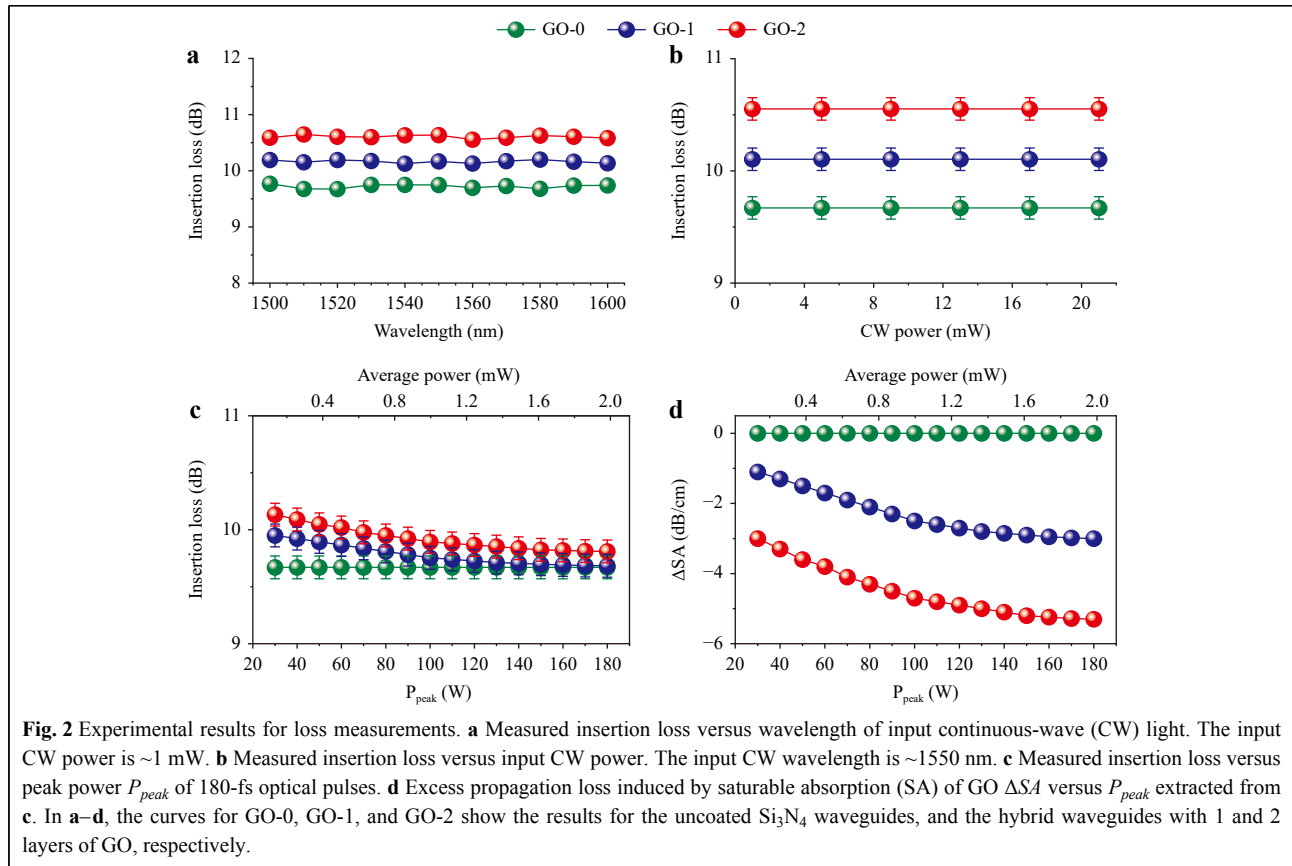 GO-0 GO-1 GO-2
a
12
11
10
9
8
Insertion loss (dB)
1500 1520 1540 1560 1580 1600
Wavelength (nm)
b
11
10
9
Insertion loss (dB)
0 4 8 12 16 20
CW power (mW)
Average power (mW)
0.4 0.8 1.2 1.6 2.0
c
11
10
9
Insertion loss (dB)
20 40 60 80 100 120 140 160 180
P_peak (W)
Average power (mW)
0.4 0.8 1.2 1.6 2.0
d
0
−2
−4
−6
ΔSA (dB/cm)
20 40 60 80 100 120 140 160 180
P_peak (W)
Fig. 2 Experimental results for loss measurements. a Measured insertion loss versus wavelength of input continuous-wave (CW) light. The input
CW power is ~1 mW. b Measured insertion loss versus input CW power. The input CW wavelength is ~1550 nm. c Measured insertion loss versus
peak power P_peak of 180-fs optical pulses. d Excess propagation loss induced by saturable absorption (SA) of GO ΔSA versus P_peak extracted from
c. In a–d, the curves for GO-0, GO-1, and GO-2 show the results for the uncoated Si₃N₄ waveguides, and the hybrid waveguides with 1 and 2
layers of GO, respectively.